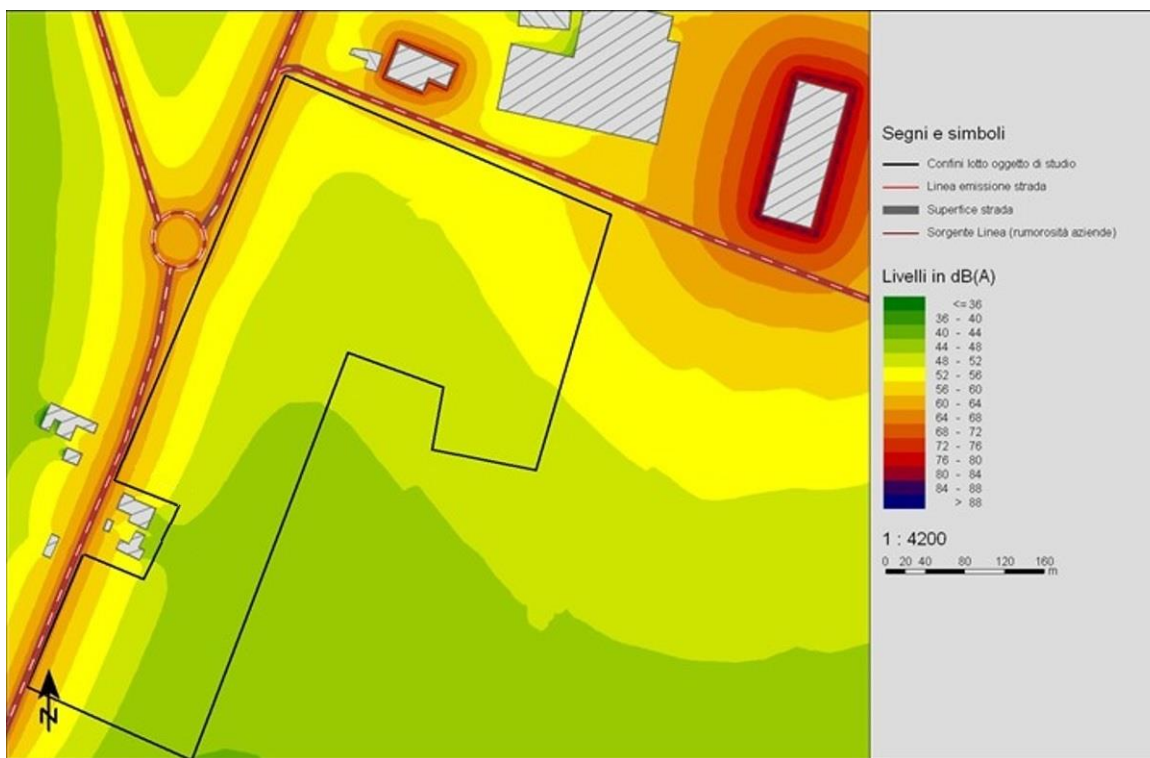 Segni e simboli
Confini lotto oggetto di studio
Linea emissione strada
Superfice strada
Sorgente Linea (rumorosità aziende)
Livelli in dB(A)
<= 36
36 - 40
40 - 44
44 - 48
48 - 52
52 - 56
56 - 60
60 - 64
64 - 68
68 - 72
72 - 76
76 - 80
80 - 84
84 - 88
> 88
1 : 4200
0 20 40 80 120 160
m
N